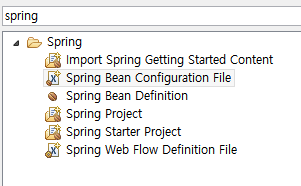 spring
Spring
Import Spring Getting Started Content
Spring Bean Configuration File
Spring Bean Definition
Spring Project
Spring Starter Project
Spring Web Flow Definition File